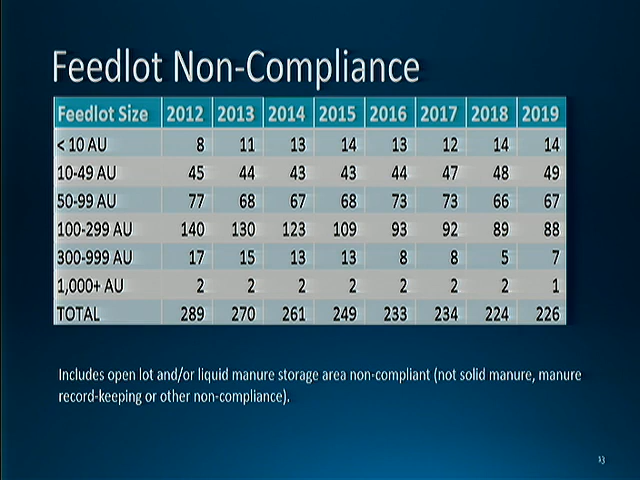 Feedlot Non-Compliance
Feedlot Size 2012 2013 2014 2015 2016 2017 2018 2019
< 10 AU 8 11 13 14 13 12 14 14
10-49 AU 45 44 43 43 44 47 48 49
50-99 AU 77 68 67 68 73 73 66 67
100-299 AU 140 130 123 109 93 92 89 88
300-999 AU 17 15 13 13 8 8 5 7
1,000+ AU 2 2 2 2 2 2 2 1
TOTAL 289 270 261 249 233 234 224 226
Includes open lot and/or liquid manure storage area non-compliant (not solid manure, manure
record-keeping or other non-compliance).
13